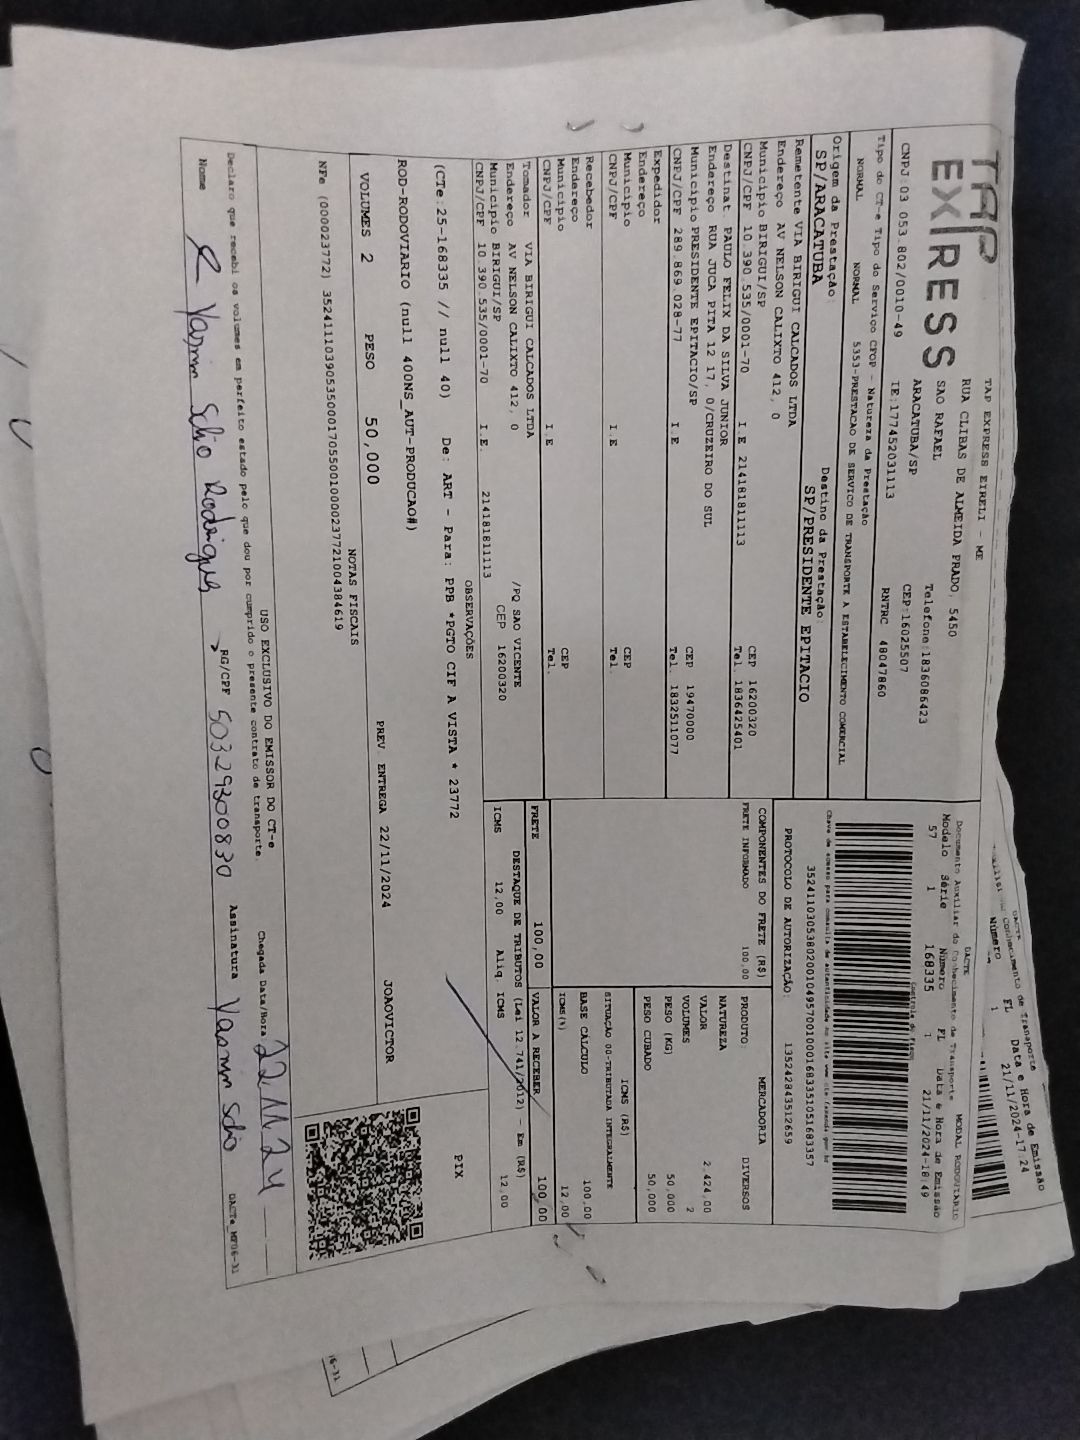 TAP
EXPRESS
TAP EXPRESS EIRELI - ME
RUA CLIBAS DE ALMEIDA PRADO, 5450
SAO RAFAEL
Telefone:1836086423
ARACATUBA/SP
CEP:16025507
CNPJ:03.053.802/0010-49
IE:177452031113
RNTRC 48047860
Tipo do CT-e Tipo do Serviço CFOP - Natureza da Prestação
NORMAL NORMAL 5353-PRESTACAO DE SERVICO DE TRANSPORTE A ESTABELECIMENTO COMERCIAL
Origem da Prestação: Destino da Prestação:
SP/ARACATUBA SP/PRESIDENTE EPITACIO
Remetente VIA BIRIGUI CALCADOS LTDA
Endereço AV NELSON CALIXTO 412, 0
Município BIRIGUI/SP CEP 16200320
CNPJ/CPF 10.390.535/0001-70 I.E 214181811113 Tel. 1836425401
Destinat. PAULO FELIX DA SILVA JUNIOR
Endereço RUA JUCA PITA 12 17, 0/CRUZEIRO DO SUL
Município PRESIDENTE EPITACIO/SP CEP 19470000
CNPJ/CPF 289.869.028-77 I.E Tel. 1832511077
Expedidor
Endereço
Município CEP
CNPJ/CPF I.E Tel.
Recebedor
Endereço
Município CEP
CNPJ/CPF I.E Tel.
Tomador VIA BIRIGUI CALCADOS LTDA
Endereço AV NELSON CALIXTO 412, 0 /PQ SAO VICENTE
Município BIRIGUI/SP CEP 16200320
CNPJ/CPF 10.390.535/0001-70 I.E. 214181811113
DACTE
Documento Auxiliar do Conhecimento de Transporte MODAL RODOVIARIO
Modelo Série Número FL Data e Hora de Emissão
57 1 168335 1 21/11/2024-18:49
Controle do Fisco
35241103053802001049570010001683351051683357
PROTOCOLO DE AUTORIZAÇÃO: 135242843512659
COMPONENTES DO FRETE (R$)
FRETE INFORMADO 100,00
MERCADORIA
PRODUTO: DIVERSOS
NATUREZA
VALOR 2.424,00
VOLUMES 2
PESO (KG) 50,000
PESO CUBADO 50,000
ICMS (R$)
SITUAÇÃO 00-TRIBUTADA INTEGRALMENTE
BASE CÁLCULO 100,00
ICMS(%) 12,00
FRETE 100,00 VALOR A RECEBER 100,00
DESTAQUE DE TRIBUTOS (Lei 12.741/2012) - Em (R$)
ICMS 12,00 Aliq. ICMS 12,00
OBSERVAÇÕES
(CTe:25-168335 // null 40) De: ART - Para: PPB *PGTO CIF A VISTA * 23772
ROD-RODOVIARIO (null 400NS_AUT-PRODUCAO#)
PIX
VOLUMES 2 PESO 50,000 PREV. ENTREGA 22/11/2024 JOAOVICTOR
NOTAS FISCAIS
NFe (000023772) 35241110390535000170550010000237721004384619
USO EXCLUSIVO DO EMISSOR DO CT-e
Declaro que recebi os volumes em perfeito estado pelo que dou por cumprido o presente contrato de transporte.
Chegada Data/Hora 22 11 24
Nome Yasmin Schio Rodrigues RG/CPF 50329300830 Assinatura Yasmin Schio
DACTe_MF06-31
Número FL Data e Hora de Emissão
1 21/11/2024-17:24